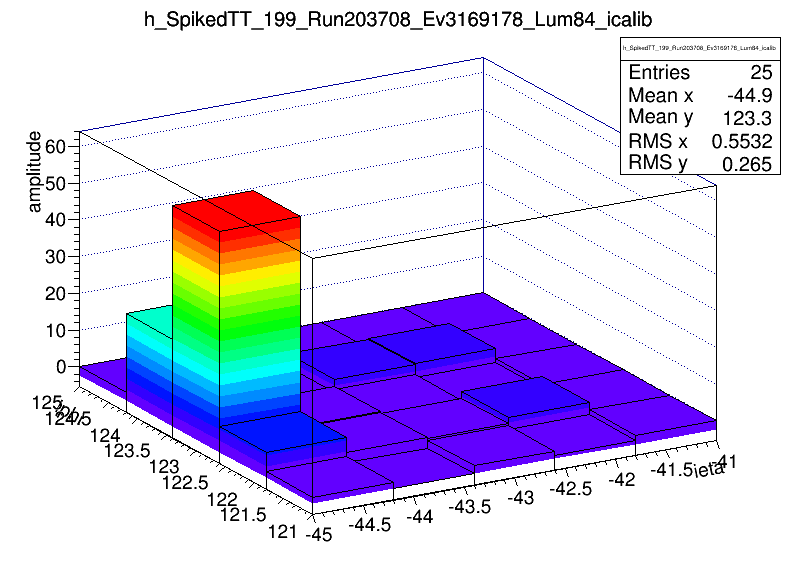 h_SpikedTT_199_Run203708_Ev3169178_Lum84_icalib
h_SpikedTT_199_Run203708_Ev3169178_Lum84_icalib
Entries 25
Mean x -44.9
Mean y 123.3
RMS x 0.5532
RMS y 0.265
amplitude
60
50
40
30
20
10
0
125
124.5
124
123.5
123
122.5
122
121.5
121
-45
-44.5
-44
-43.5
-43
-42.5
-42
-41.5
-41
ieta